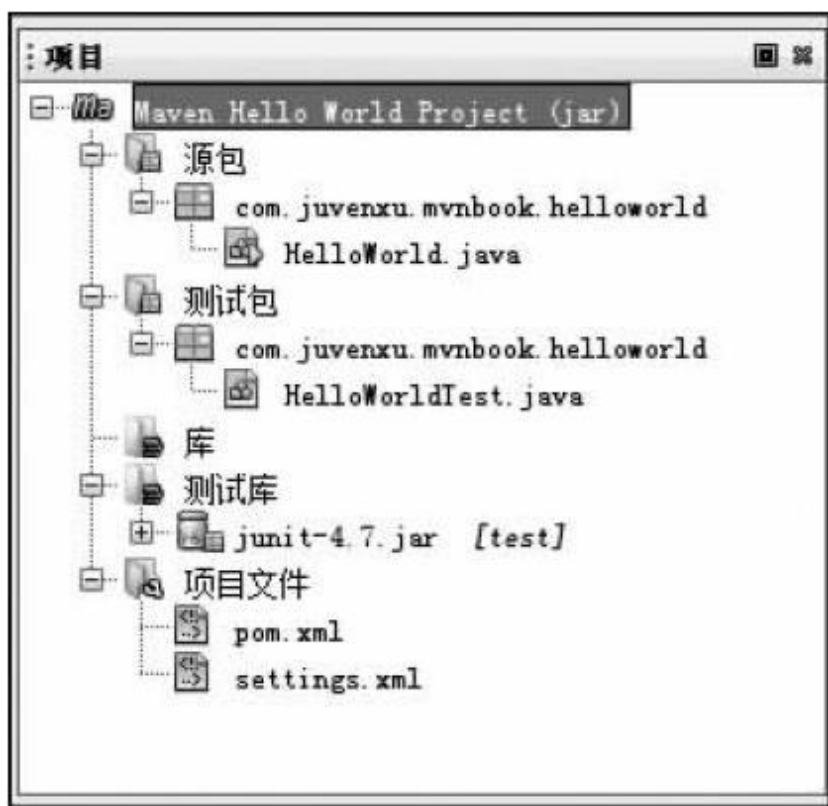 项目
Ma Maven Hello World Project (jar)
源包
com.juvenxu.mvnbook.helloworld
HelloWorld.java
测试包
com.juvenxu.mvnbook.helloworld
HelloWorldTest.java
库
测试库
junit-4.7.jar [test]
项目文件
pom.xml
settings.xml